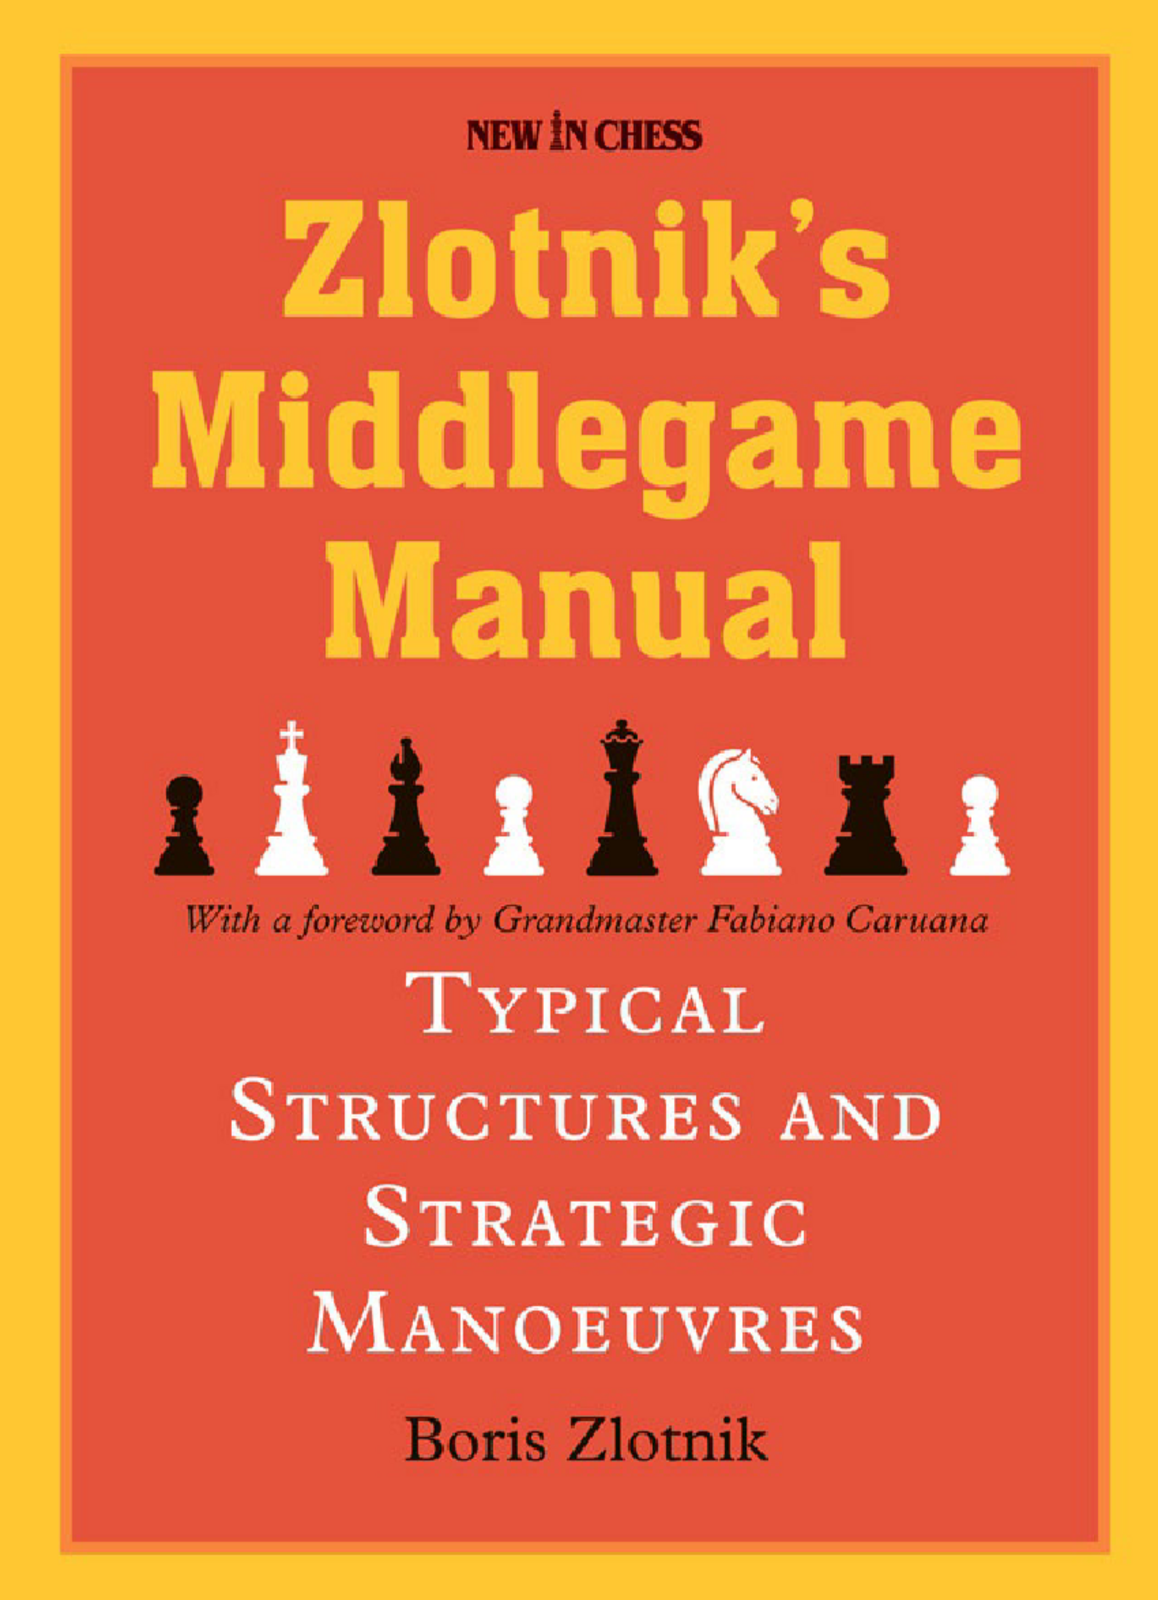 NEW IN CHESS
Zlotnik’s
Middlegame
Manual
With a foreword by Grandmaster Fabiano Caruana
TYPICAL
STRUCTURES AND
STRATEGIC
MANOEUVRES
Boris Zlotnik